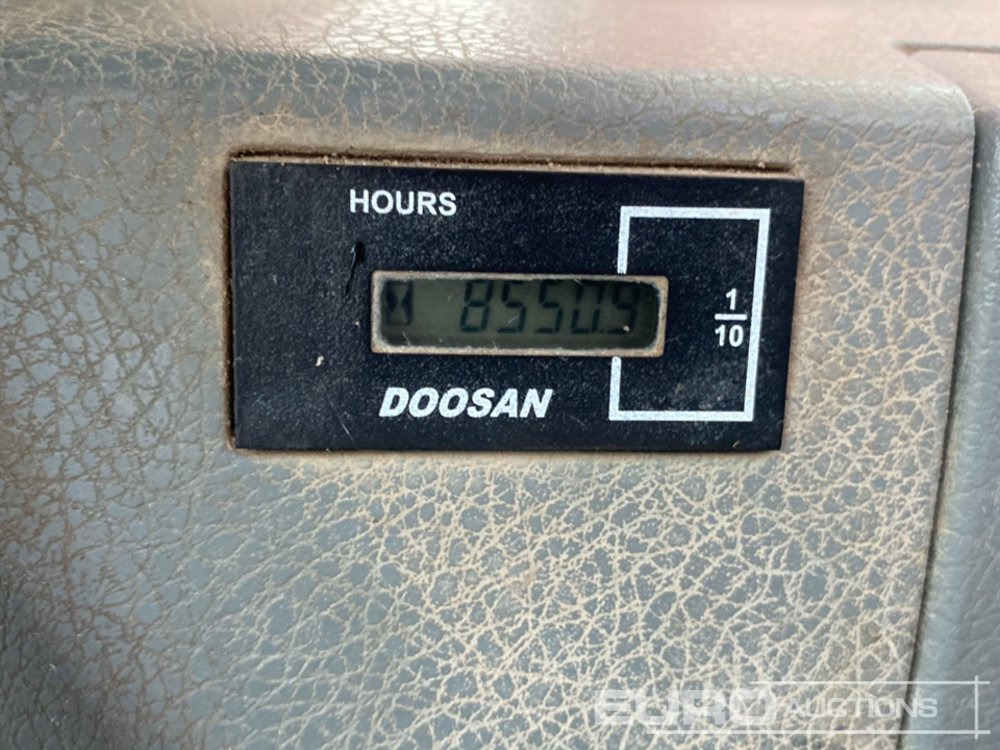 HOURS
8550.9
1
10
DOOSAN
EURO AUCTIONS